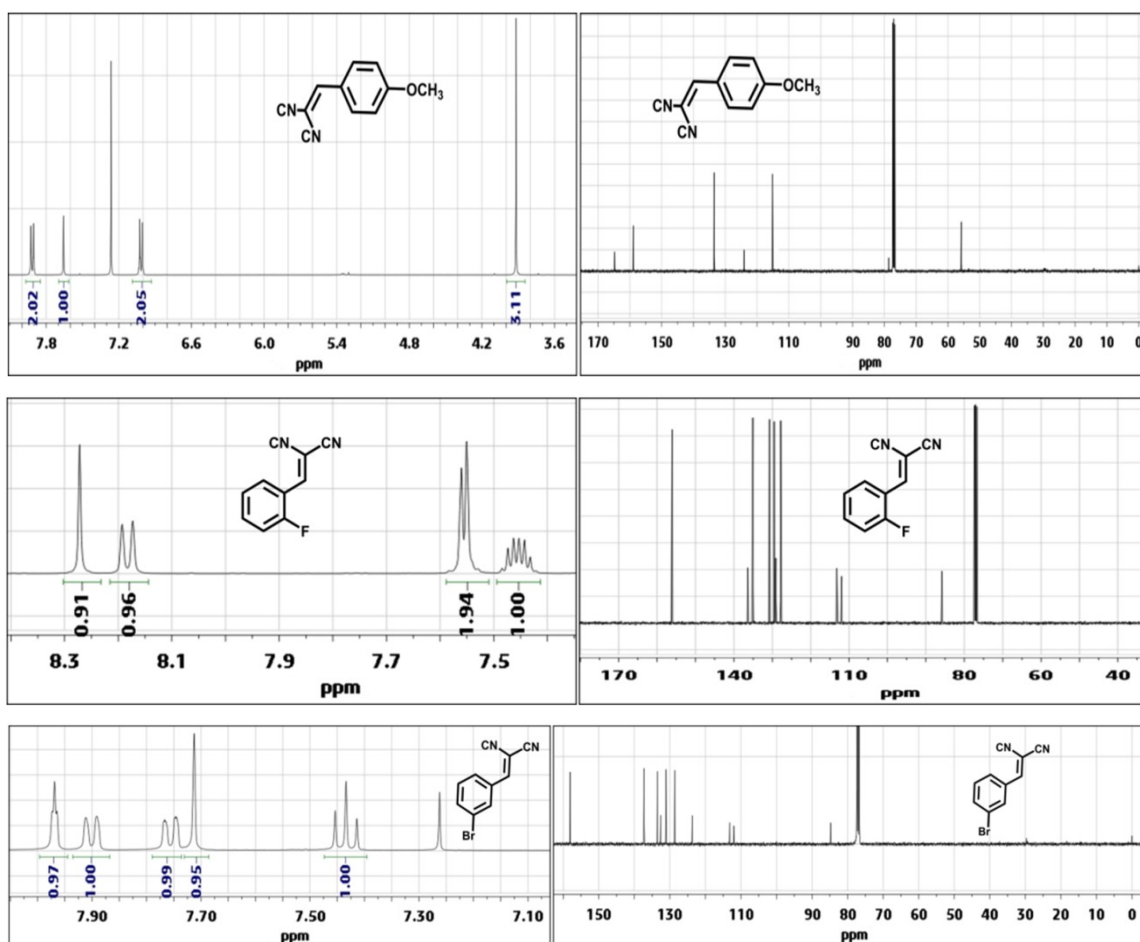 OCH₃
CN
CN
2.02 1.00 2.05 3.11
7.8 7.2 6.6 6.0 5.4 4.8 4.2 3.6
ppm
OCH₃
CN
CN
170 150 130 110 90 80 70 60 50 40 30 20 10 0
ppm
CN CN
F
0.91 0.96 1.94 1.00
8.3 8.1 7.9 7.7 7.5
ppm
CN CN
F
170 140 110 80 60 40
ppm
CN CN
Br
0.97 1.00 0.99 0.95 1.00
7.90 7.70 7.50 7.30 7.10
ppm
CN CN
Br
150 130 110 90 80 70 60 50 40 30 20 10 0
ppm